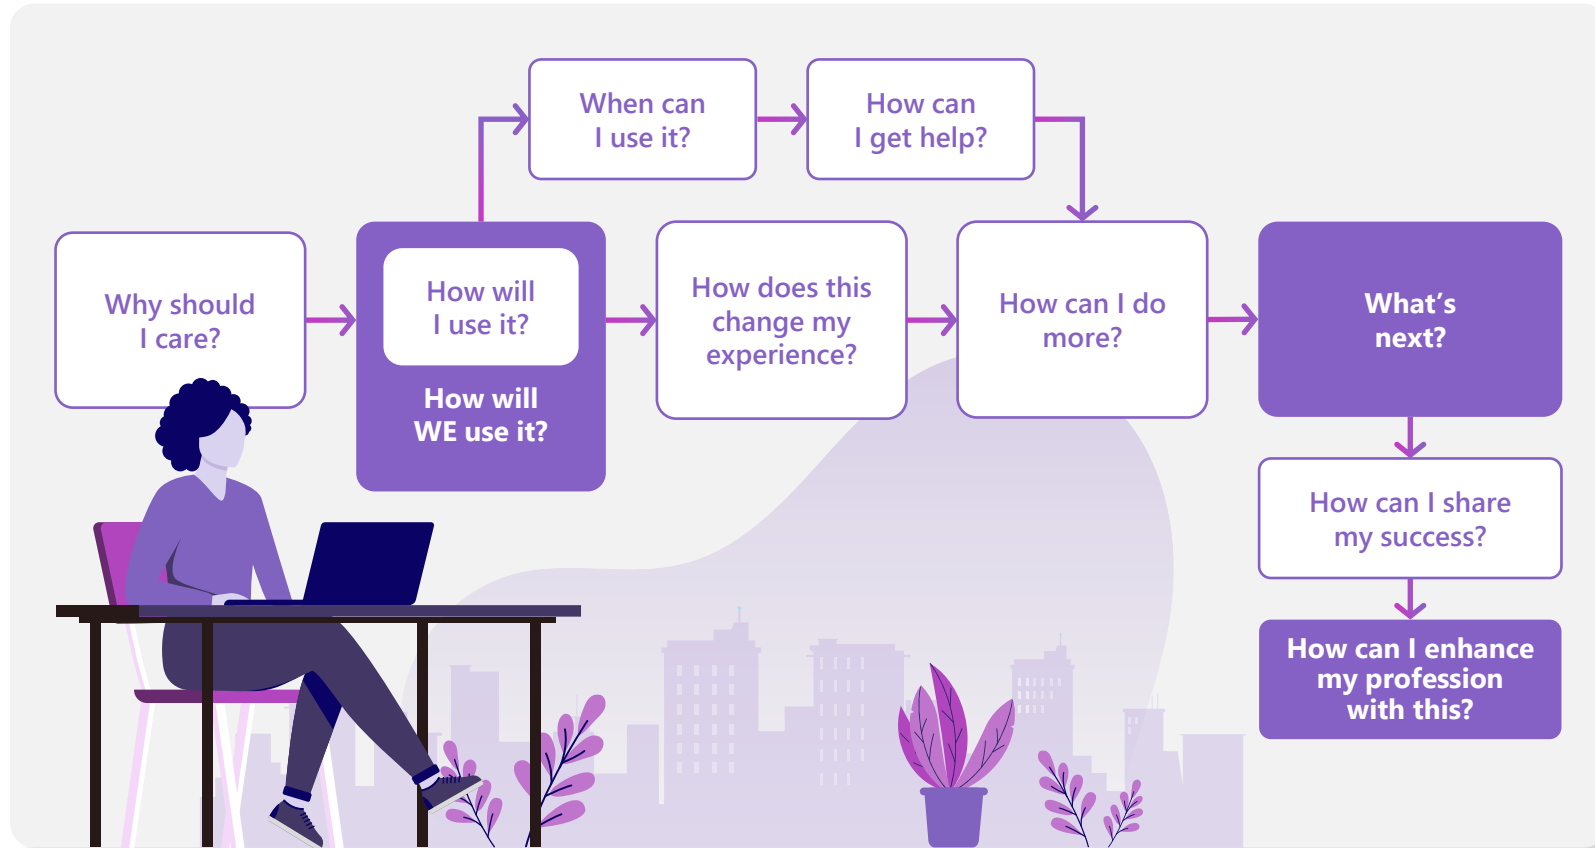 When can
I use it?
How can
I get help?
Why should
I care?
How will
I use it?
How will
WE use it?
How does this
change my
experience?
How can I do
more?
What’s
next?
How can I share
my success?
How can I enhance
my profession
with this?